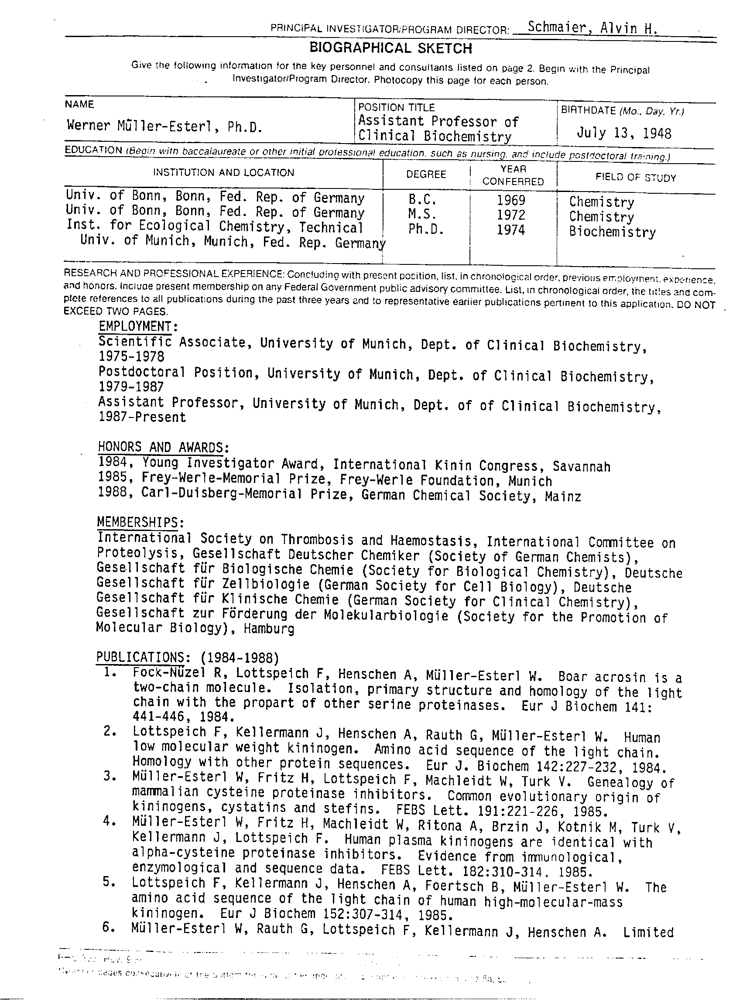 PRINCIPAL INVESTIGATOR/PROGRAM DIRECTOR: Schmaier, Alvin H.
BIOGRAPHICAL SKETCH
Give the following information for the key personnel and consultants listed on page 2. Begin with the Principal
Investigator/Program Director. Photocopy this page for each person.
NAME POSITION TITLE BIRTHDATE (Mo., Day, Yr.)
Werner Müller-Esterl, Ph.D. Assistant Professor of
Clinical Biochemistry July 13, 1948
EDUCATION (Begin with baccalaureate or other initial professional education, such as nursing, and include postdoctoral training.)
INSTITUTION AND LOCATION DEGREE YEAR CONFERRED FIELD OF STUDY
Univ. of Bonn, Bonn, Fed. Rep. of Germany B.C. 1969 Chemistry
Univ. of Bonn, Bonn, Fed. Rep. of Germany M.S. 1972 Chemistry
Inst. for Ecological Chemistry, Technical Ph.D. 1974 Biochemistry
Univ. of Munich, Munich, Fed. Rep. Germany
RESEARCH AND PROFESSIONAL EXPERIENCE: Concluding with present position, list, in chronological order, previous employment, experience,
and honors. Include present membership on any Federal Government public advisory committee. List, in chronological order, the titles and com-
plete references to all publications during the past three years and to representative earlier publications pertinent to this application. DO NOT
EXCEED TWO PAGES.
EMPLOYMENT:
Scientific Associate, University of Munich, Dept. of Clinical Biochemistry,
1975-1978
Postdoctoral Position, University of Munich, Dept. of Clinical Biochemistry,
1979-1987
Assistant Professor, University of Munich, Dept. of of Clinical Biochemistry,
1987-Present
HONORS AND AWARDS:
1984, Young Investigator Award, International Kinin Congress, Savannah
1985, Frey-Werle-Memorial Prize, Frey-Werle Foundation, Munich
1988, Carl-Duisberg-Memorial Prize, German Chemical Society, Mainz
MEMBERSHIPS:
International Society on Thrombosis and Haemostasis, International Committee on
Proteolysis, Gesellschaft Deutscher Chemiker (Society of German Chemists),
Gesellschaft für Biologische Chemie (Society for Biological Chemistry), Deutsche
Gesellschaft für Zellbiologie (German Society for Cell Biology), Deutsche
Gesellschaft für Klinische Chemie (German Society for Clinical Chemistry),
Gesellschaft zur Förderung der Molekularbiologie (Society for the Promotion of
Molecular Biology), Hamburg
PUBLICATIONS: (1984-1988)
1. Fock-Nüzel R, Lottspeich F, Henschen A, Müller-Esterl W. Boar acrosin is a
two-chain molecule. Isolation, primary structure and homology of the light
chain with the propart of other serine proteinases. Eur J Biochem 141:
441-446, 1984.
2. Lottspeich F, Kellermann J, Henschen A, Rauth G, Müller-Esterl W. Human
low molecular weight kininogen. Amino acid sequence of the light chain.
Homology with other protein sequences. Eur J. Biochem 142:227-232, 1984.
3. Müller-Esterl W, Fritz H, Lottspeich F, Machleidt W, Turk V. Genealogy of
mammalian cysteine proteinase inhibitors. Common evolutionary origin of
kininogens, cystatins and stefins. FEBS Lett. 191:221-226, 1985.
4. Müller-Esterl W, Fritz H, Machleidt W, Ritona A, Brzin J, Kotnik M, Turk V,
Kellermann J, Lottspeich F. Human plasma kininogens are identical with
alpha-cysteine proteinase inhibitors. Evidence from immunological,
enzymological and sequence data. FEBS Lett. 182:310-314, 1985.
5. Lottspeich F, Kellermann J, Henschen A, Foertsch B, Müller-Esterl W. The
amino acid sequence of the light chain of human high-molecular-mass
kininogen. Eur J Biochem 152:307-314, 1985.
6. Müller-Esterl W, Rauth G, Lottspeich F, Kellermann J, Henschen A. Limited